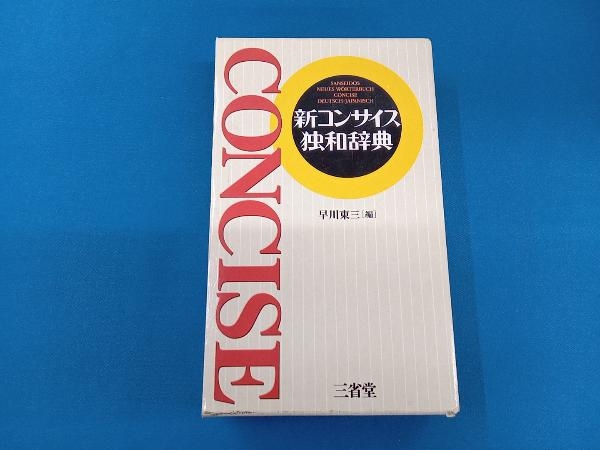 CONCISE
SANSEIDOS
NEUES WÖRTERBUCH
CONCISE
DEUTSCH-JAPANISCH
新コンサイス
独和辞典
早川東三［編］
三省堂